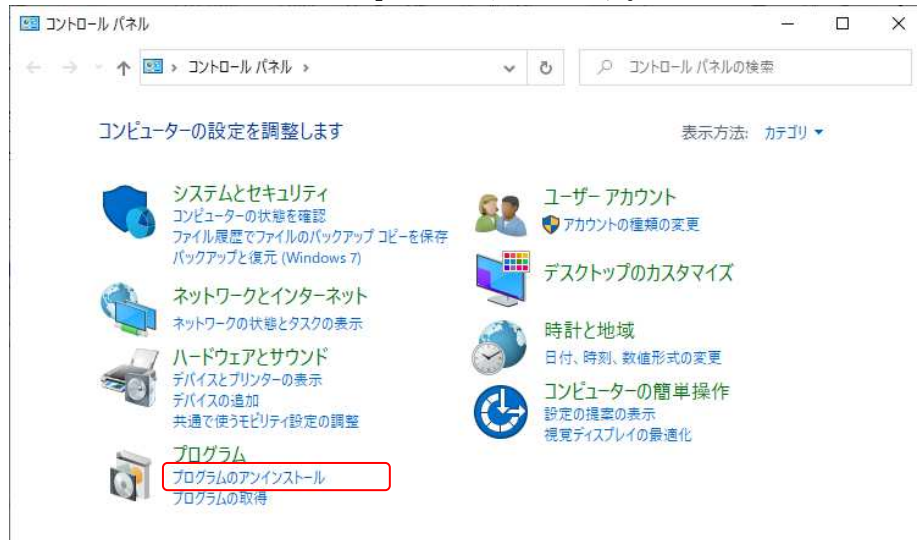 コントロール パネル
コントロール パネル
コントロール パネルの検索
コンピューターの設定を調整します
表示方法: カテゴリ
システムとセキュリティ
コンピューターの状態を確認
ファイル履歴でファイルのバックアップ コピーを保存
バックアップと復元 (Windows 7)
ネットワークとインターネット
ネットワークの状態とタスクの表示
ハードウェアとサウンド
デバイスとプリンターの表示
デバイスの追加
共通で使うモビリティ設定の調整
プログラム
プログラムのアンインストール
プログラムの取得
ユーザー アカウント
アカウントの種類の変更
デスクトップのカスタマイズ
時計と地域
日付、時刻、数値形式の変更
コンピューターの簡単操作
設定の提案の表示
視覚ディスプレイの最適化